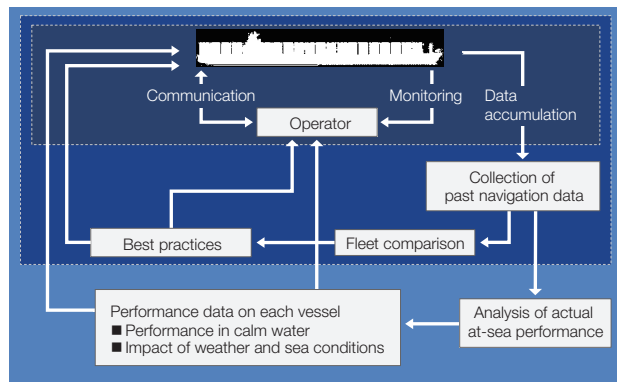 Communication
Monitoring
Data
accumulation
Operator
Collection of
past navigation data
Best practices
Fleet comparison
Performance data on each vessel
■ Performance in calm water
■ Impact of weather and sea conditions
Analysis of actual
at-sea performance